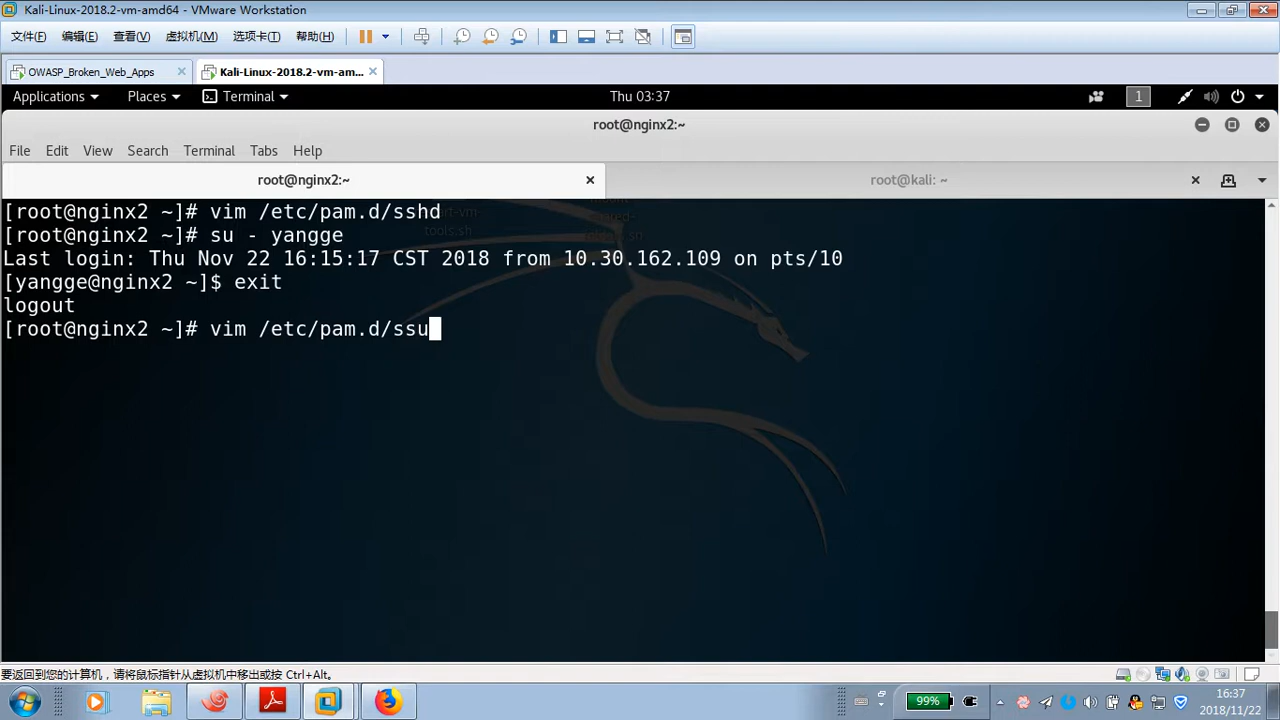 Kali-Linux-2018.2-vm-amd64 - VMware Workstation
文件(F) 编辑(E) 查看(V) 虚拟机(M) 选项卡(T) 帮助(H)
OWASP_Broken_Web_Apps
Kali-Linux-2018.2-vm-am...
Applications Places Terminal Thu 03:37 1
root@nginx2:~
File Edit View Search Terminal Tabs Help
root@nginx2:~ root@kali: ~
[root@nginx2 ~]# vim /etc/pam.d/sshd
[root@nginx2 ~]# su - yangge
Last login: Thu Nov 22 16:15:17 CST 2018 from 10.30.162.109 on pts/10
[yangge@nginx2 ~]$ exit
logout
[root@nginx2 ~]# vim /etc/pam.d/ssu
要返回到您的计算机，请将鼠标指针从虚拟机中移出或按 Ctrl+Alt。
99%
16:37
2018/11/22